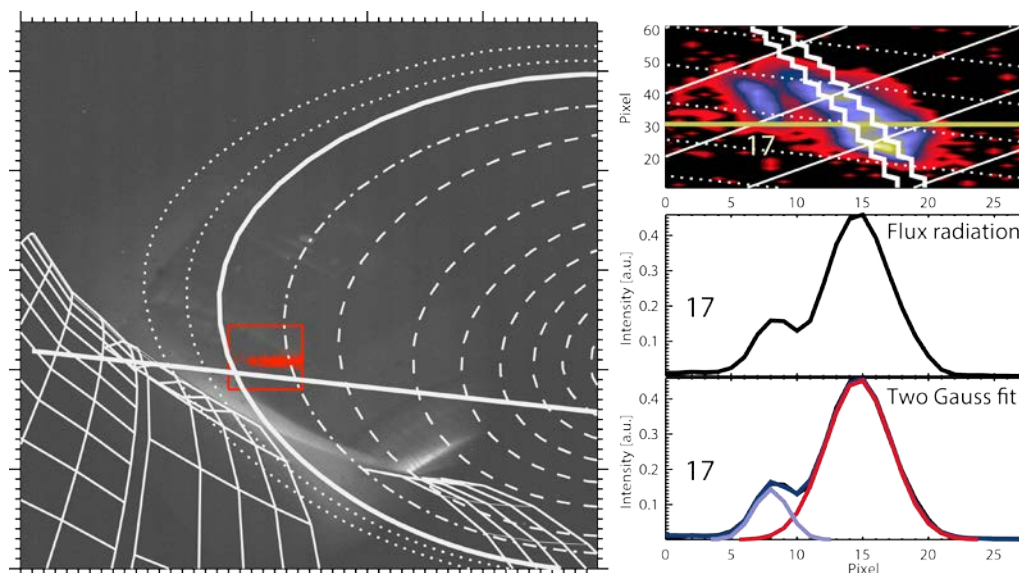 60
50
40
30
20
Pixel
17
0 5 10 15 20 25
Flux radiation
0.4
0.3
0.2
0.1
Intensity [a.u.]
17
Two Gauss fit
0.4
0.3
0.2
0.1
Intensity [a.u.]
17
0 5 10 15 20 25
Pixel